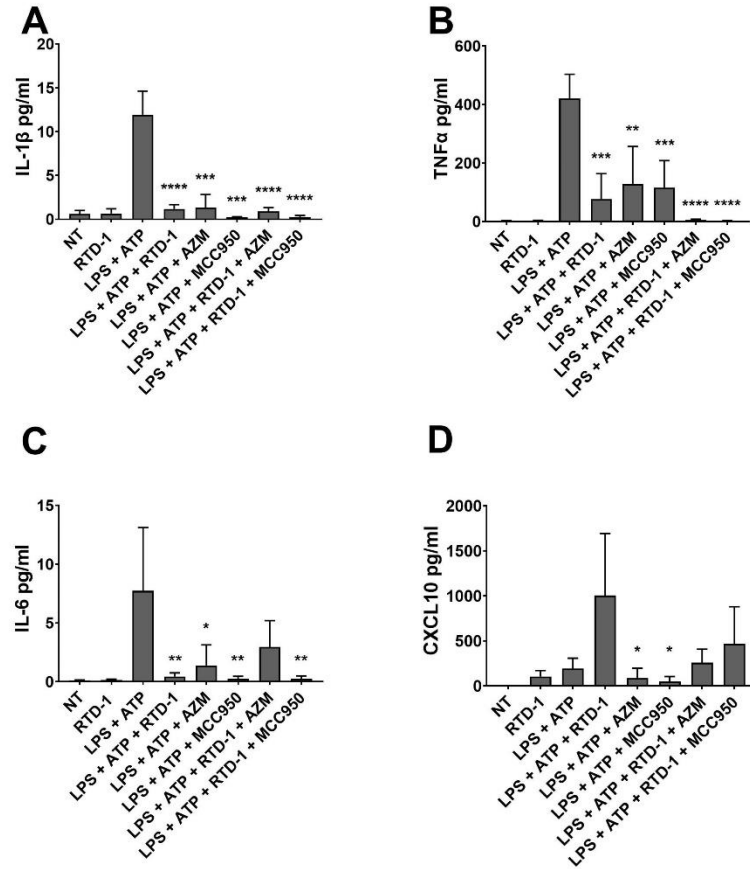 A
IL-1β pg/ml
20
15
10
5
0
****
***
***
****
****
NT
RTD-1
LPS + ATP
LPS + ATP + RTD-1
LPS + ATP + AZM
LPS + ATP + MCC950
LPS + ATP + RTD-1 + AZM
LPS + ATP + RTD-1 + MCC950
B
TNFα pg/ml
600
400
200
0
***
**
***
****
****
NT
RTD-1
LPS + ATP
LPS + ATP + RTD-1
LPS + ATP + AZM
LPS + ATP + MCC950
LPS + ATP + RTD-1 + AZM
LPS + ATP + RTD-1 + MCC950
C
IL-6 pg/ml
15
10
5
0
**
*
**
**
NT
RTD-1
LPS + ATP
LPS + ATP + RTD-1
LPS + ATP + AZM
LPS + ATP + MCC950
LPS + ATP + RTD-1 + AZM
LPS + ATP + RTD-1 + MCC950
D
CXCL10 pg/ml
2000
1500
1000
500
0
*
*
NT
RTD-1
LPS + ATP
LPS + ATP + RTD-1
LPS + ATP + AZM
LPS + ATP + MCC950
LPS + ATP + RTD-1 + AZM
LPS + ATP + RTD-1 + MCC950